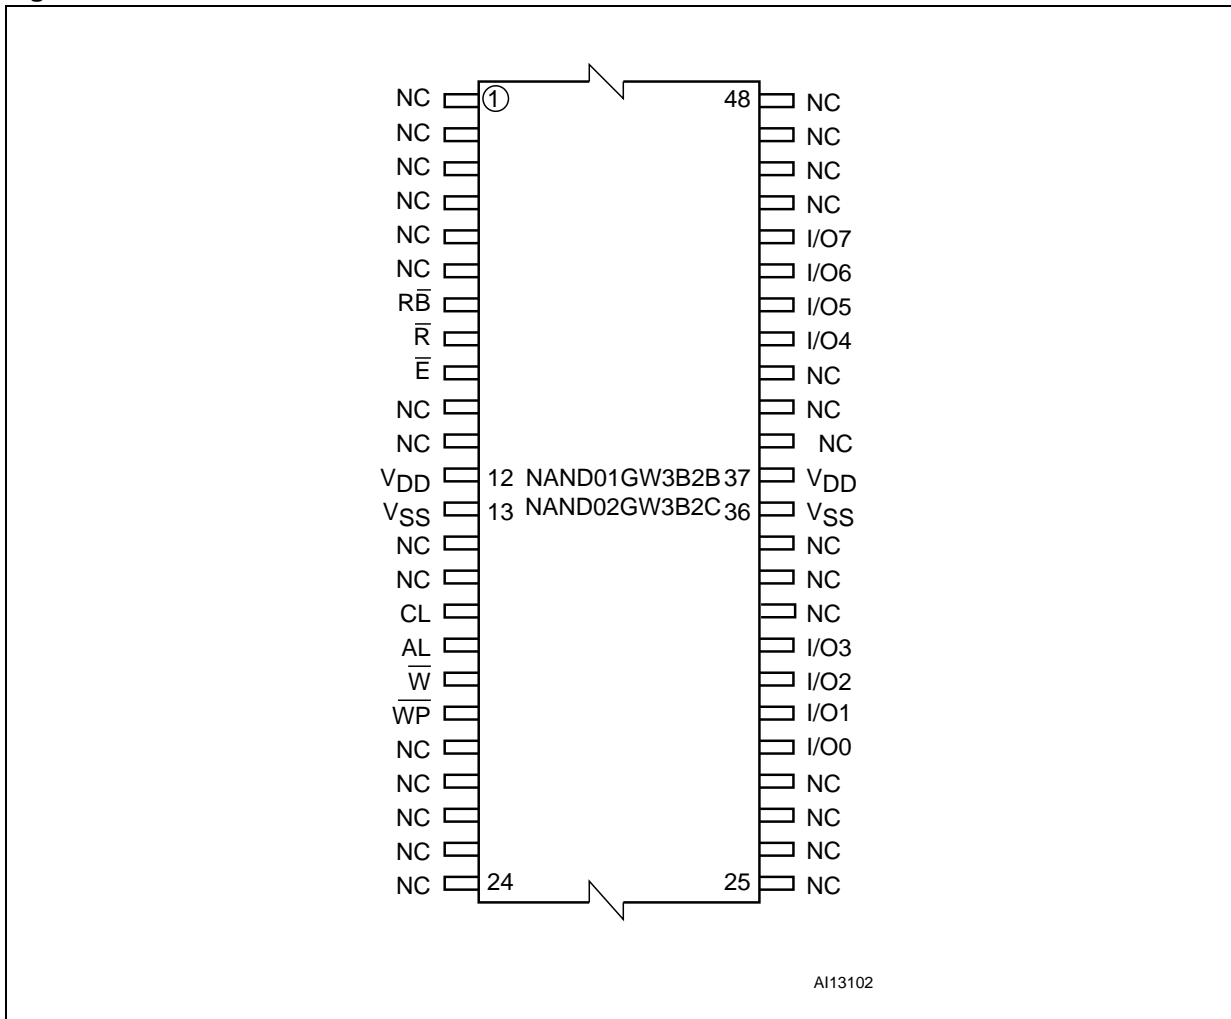 NC 1 48 NC
NC NC
NC NC
NC NC
NC I/O7
NC I/O6
RB̅ I/O5
R̅ I/O4
E̅ NC
NC NC
NC NC
VDD 12 NAND01GW3B2B 37 VDD
VSS 13 NAND02GW3B2C 36 VSS
NC NC
NC NC
CL NC
AL I/O3
W̅ I/O2
W̅P̅ I/O1
NC I/O0
NC NC
NC NC
NC NC
NC 24 25 NC
AI13102